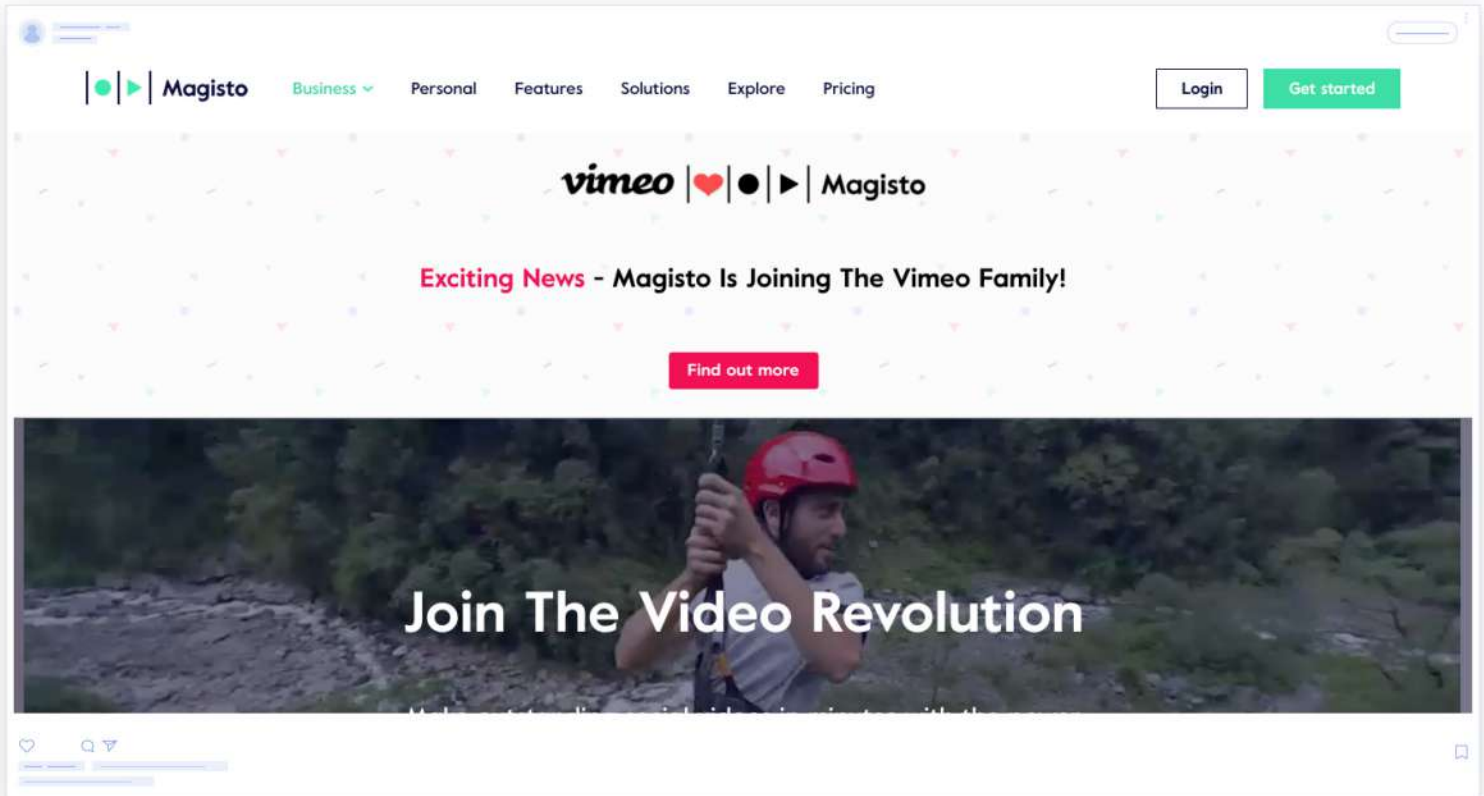 Magisto Business Personal Features Solutions Explore Pricing Login Get started
vimeo Magisto
Exciting News - Magisto Is Joining The Vimeo Family!
Find out more
Join The Video Revolution